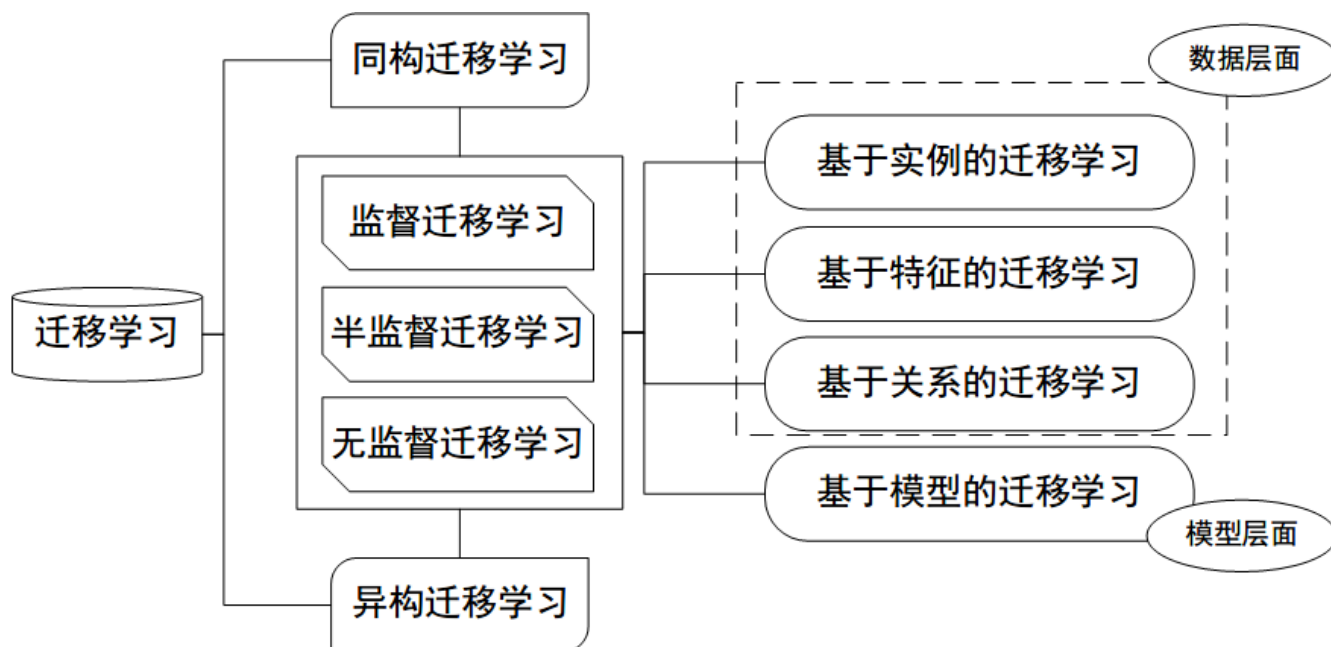 同构迁移学习
数据层面
基于实例的迁移学习
监督迁移学习
基于特征的迁移学习
迁移学习
半监督迁移学习
基于关系的迁移学习
无监督迁移学习
基于模型的迁移学习
模型层面
异构迁移学习